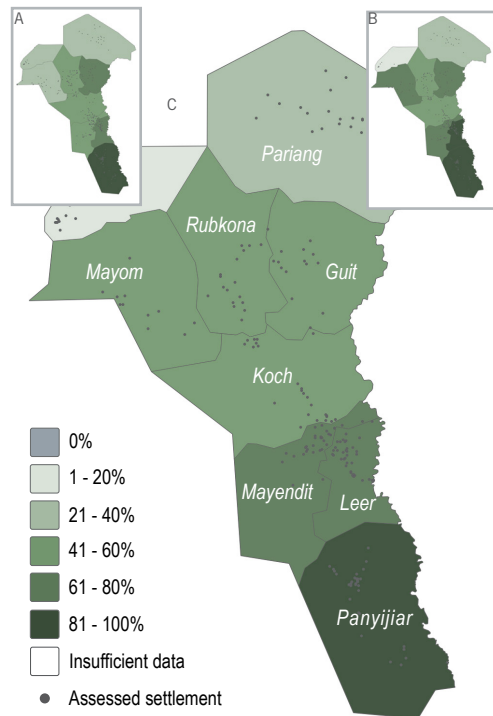 A
B
C
Pariang
Rubkona
Mayom
Guit
Koch
Mayendit
Leer
Panyijiar
0%
1 - 20%
21 - 40%
41 - 60%
61 - 80%
81 - 100%
Insufficient data
Assessed settlement